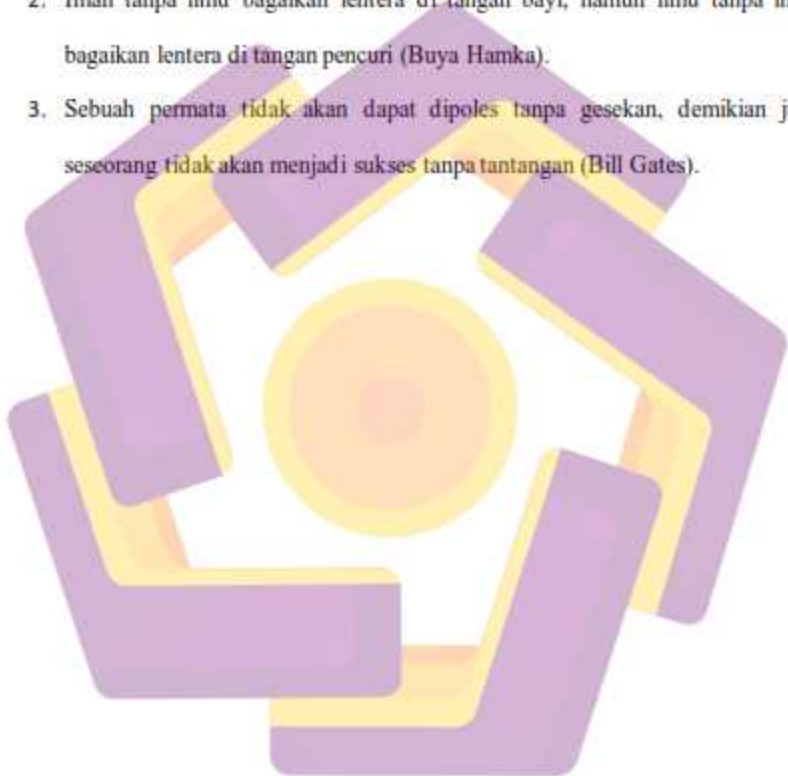 2. Iman tanpa ilmu bagaikan lentera di tangan bayi, namun ilmu tanpa
bagaikan lentera di tangan pencuri (Buya Hamka).
3. Sebuah permata tidak akan dapat dipoles tanpa gesekan, demikian
seseorang tidak akan menjadi sukses tanpa tantangan (Bill Gates).